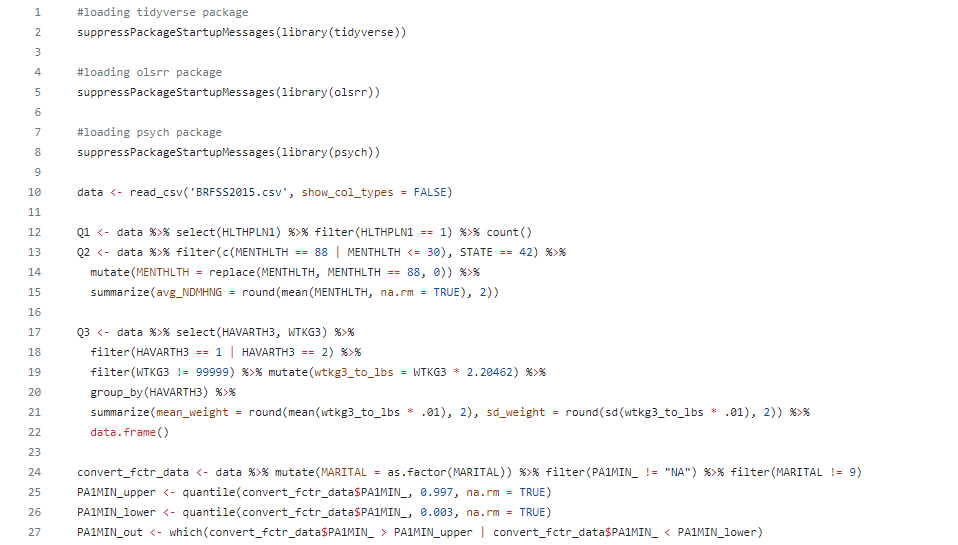 1 #loading tidyverse package
2 suppressPackageStartupMessages(library(tidyverse))
3
4 #loading olsrr package
5 suppressPackageStartupMessages(library(olsrr))
6
7 #loading psych package
8 suppressPackageStartupMessages(library(psych))
9
10 data <- read_csv('BRFSS2015.csv', show_col_types = FALSE)
11
12 Q1 <- data %>% select(HLTHPLN1) %>% filter(HLTHPLN1 == 1) %>% count()
13 Q2 <- data %>% filter(c(MENTHLTH == 88 | MENTHLTH <= 30), STATE == 42) %>%
14   mutate(MENTHLTH = replace(MENTHLTH, MENTHLTH == 88, 0)) %>%
15   summarize(avg_NDMHNG = round(mean(MENTHLTH, na.rm = TRUE), 2))
16
17 Q3 <- data %>% select(HAVARTH3, WTKG3) %>%
18   filter(HAVARTH3 == 1 | HAVARTH3 == 2) %>%
19   filter(WTKG3 != 99999) %>% mutate(wtkg3_to_lbs = WTKG3 * 2.20462) %>%
20   group_by(HAVARTH3) %>%
21   summarize(mean_weight = round(mean(wtkg3_to_lbs * .01), 2), sd_weight = round(sd(wtkg3_to_lbs * .01), 2)) %>%
22   data.frame()
23
24 convert_fctr_data <- data %>% mutate(MARITAL = as.factor(MARITAL)) %>% filter(PA1MIN_ != "NA") %>% filter(MARITAL != 9)
25 PA1MIN_upper <- quantile(convert_fctr_data$PA1MIN_, 0.997, na.rm = TRUE)
26 PA1MIN_lower <- quantile(convert_fctr_data$PA1MIN_, 0.003, na.rm = TRUE)
27 PA1MIN_out <- which(convert_fctr_data$PA1MIN_ > PA1MIN_upper | convert_fctr_data$PA1MIN_ < PA1MIN_lower)